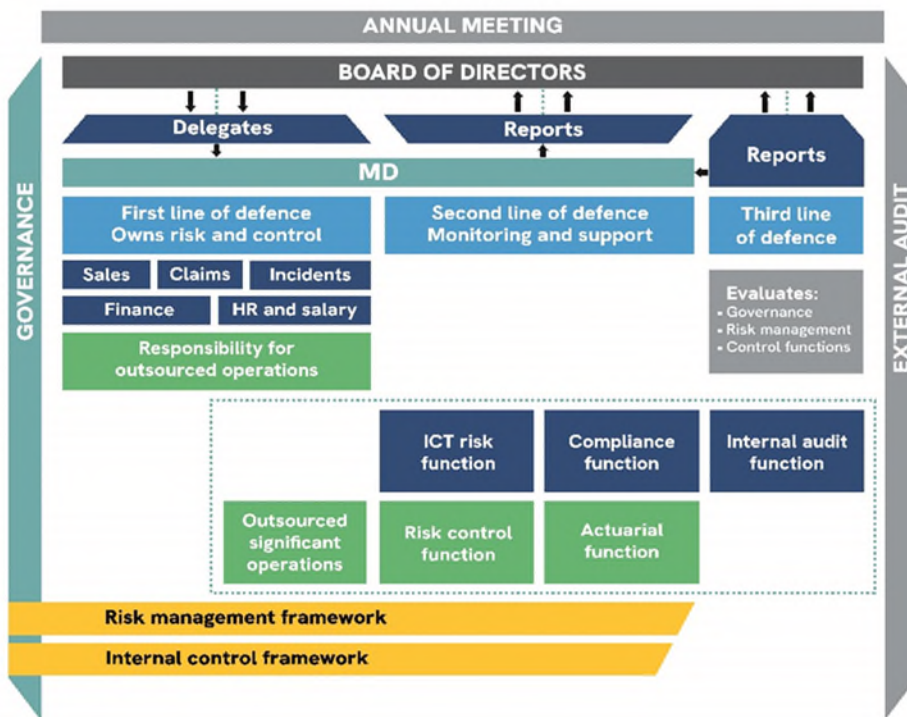 ANNUAL MEETING
BOARD OF DIRECTORS
Delegates
Reports
Reports
MD
GOVERNANCE
EXTERNAL AUDIT
First line of defence
Owns risk and control
Second line of defence
Monitoring and support
Third line
of defence
Sales
Claims
Incidents
Finance
HR and salary
Responsibility for
outsourced operations
Evaluates:
- Governance
- Risk management
- Control functions
ICT risk
function
Compliance
function
Internal audit
function
Outsourced
significant
operations
Risk control
function
Actuarial
function
Risk management framework
Internal control framework